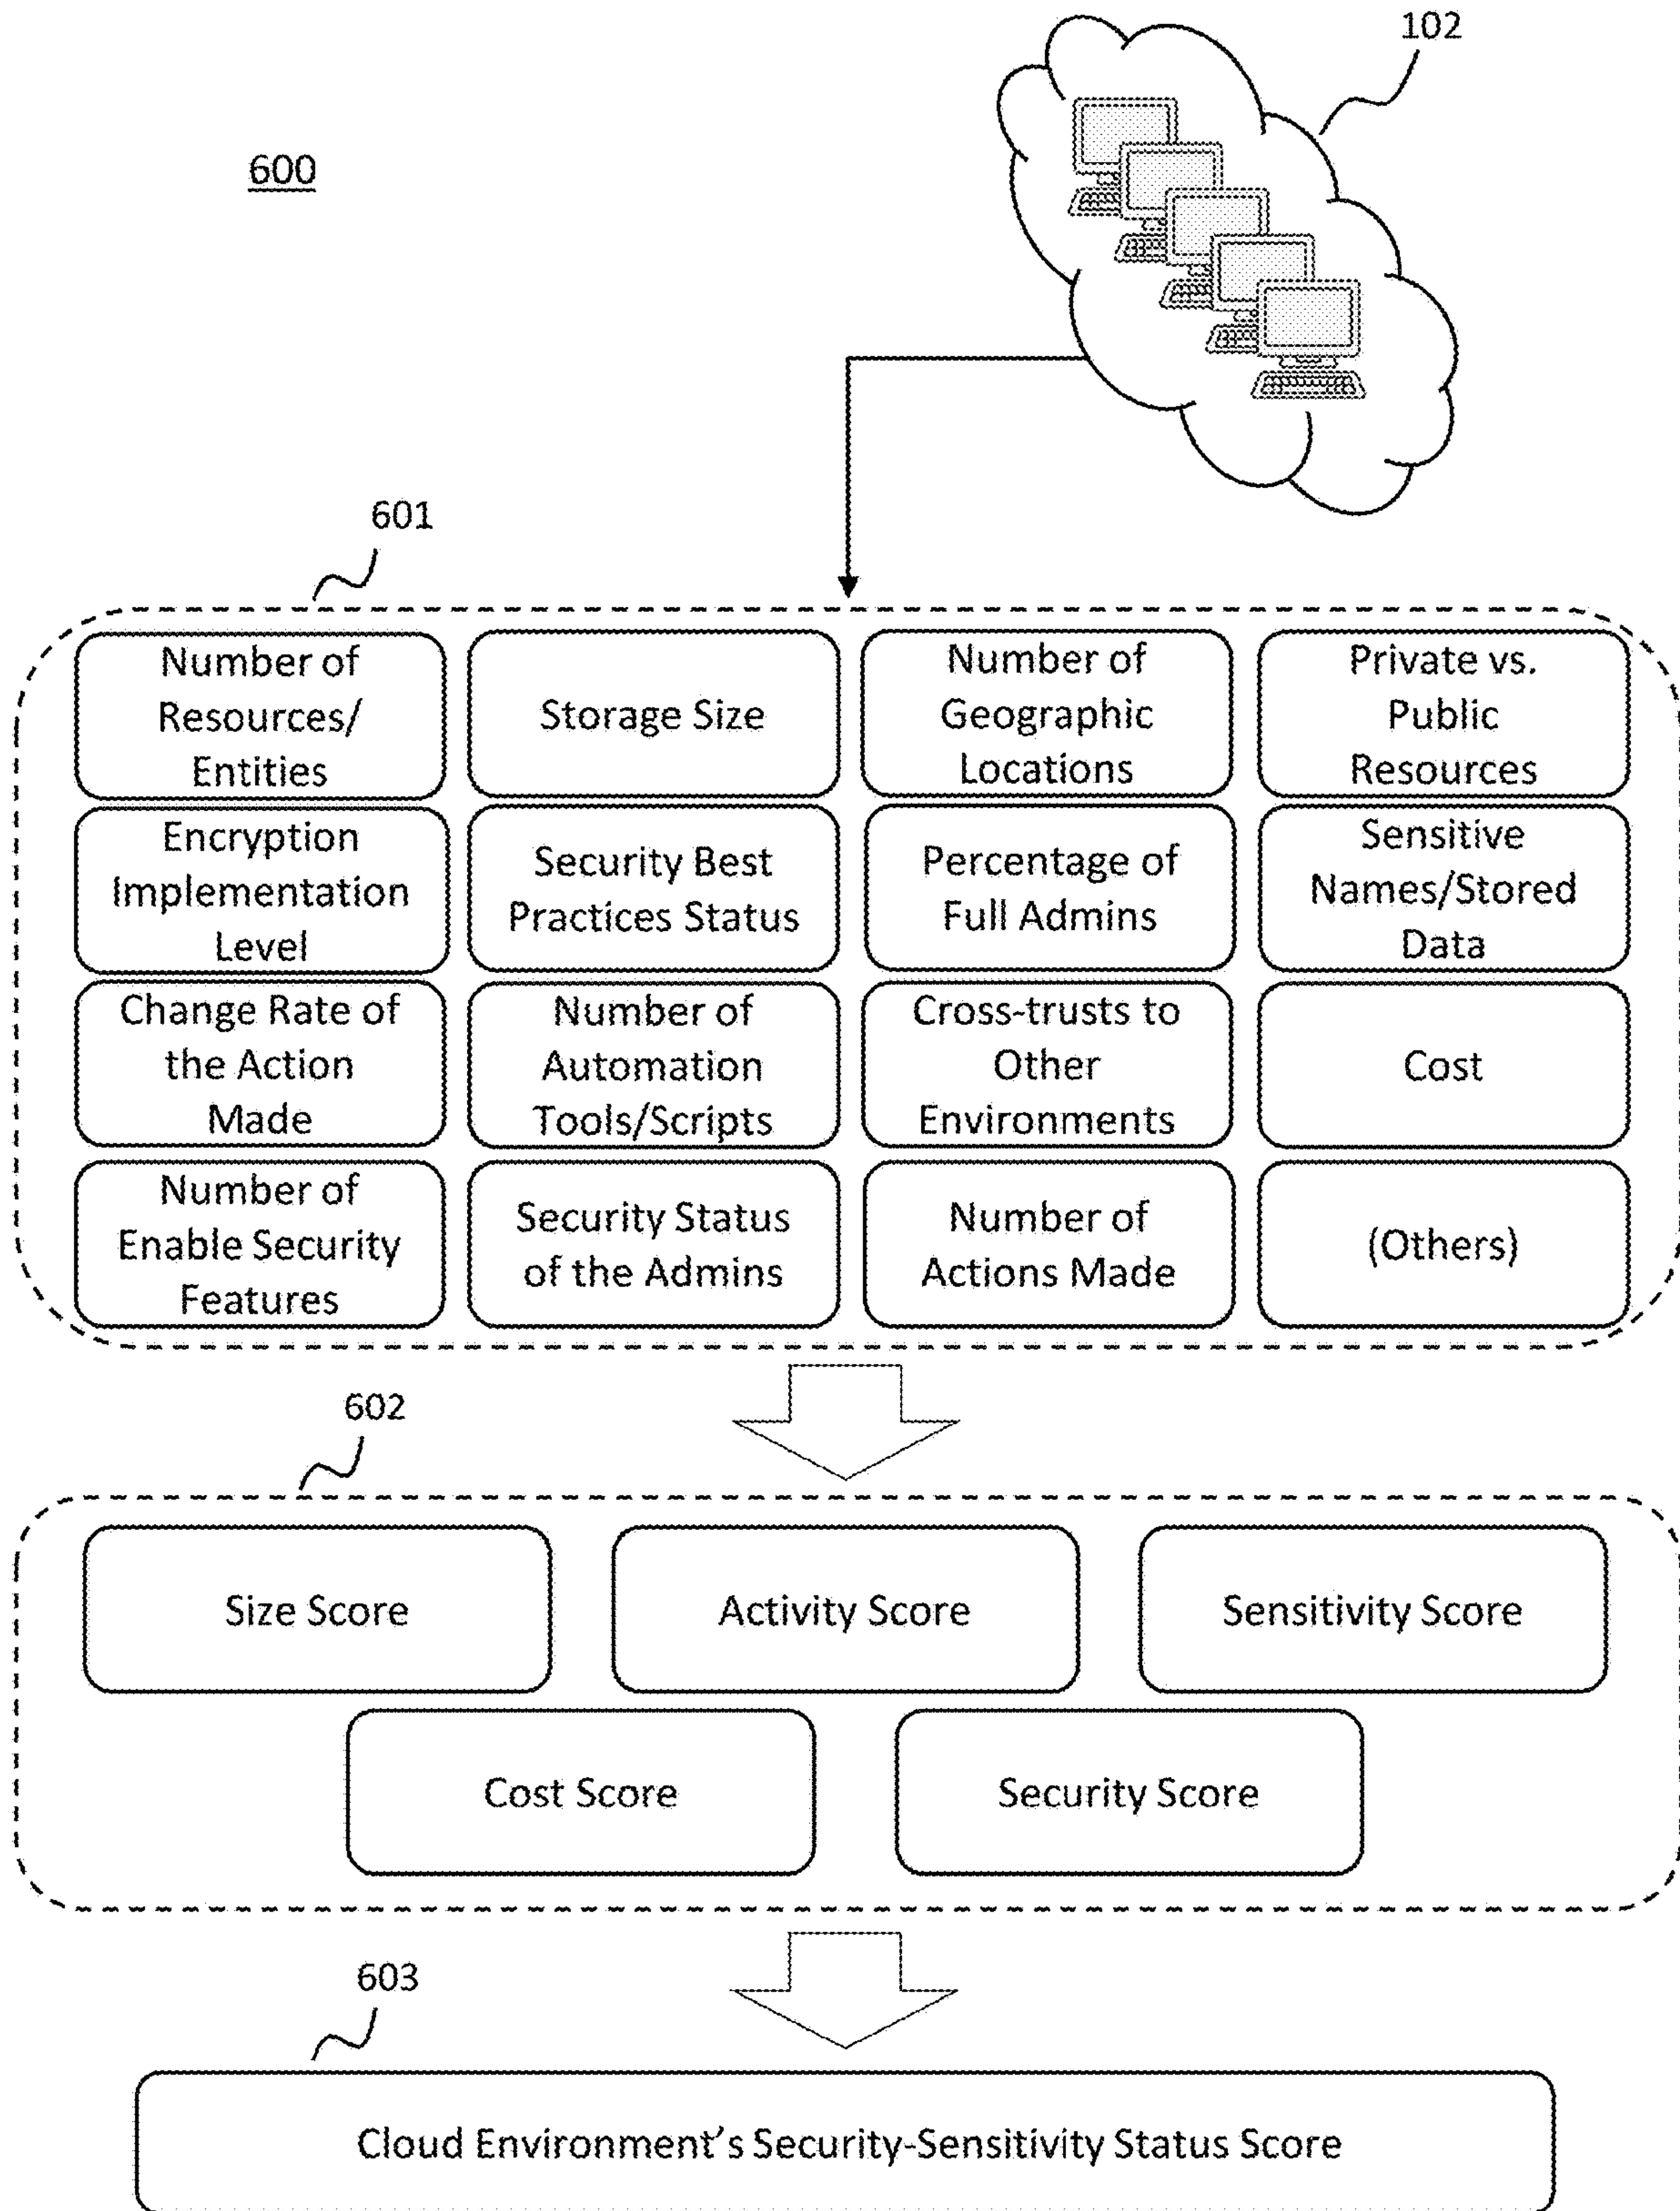 102
600
601
Number of
Resources/
Entities
Storage Size
Number of
Geographic
Locations
Private vs.
Public
Resources
Encryption
Implementation
Level
Security Best
Practices Status
Percentage of
Full Admins
Sensitive
Names/Stored
Data
Change Rate of
the Action
Made
Number of
Automation
Tools/Scripts
Cross-trusts to
Other
Environments
Cost
Number of
Enable Security
Features
Security Status
of the Admins
Number of
Actions Made
(Others)
602
Size Score
Activity Score
Sensitivity Score
Cost Score
Security Score
603
Cloud Environment's Security-Sensitivity Status Score